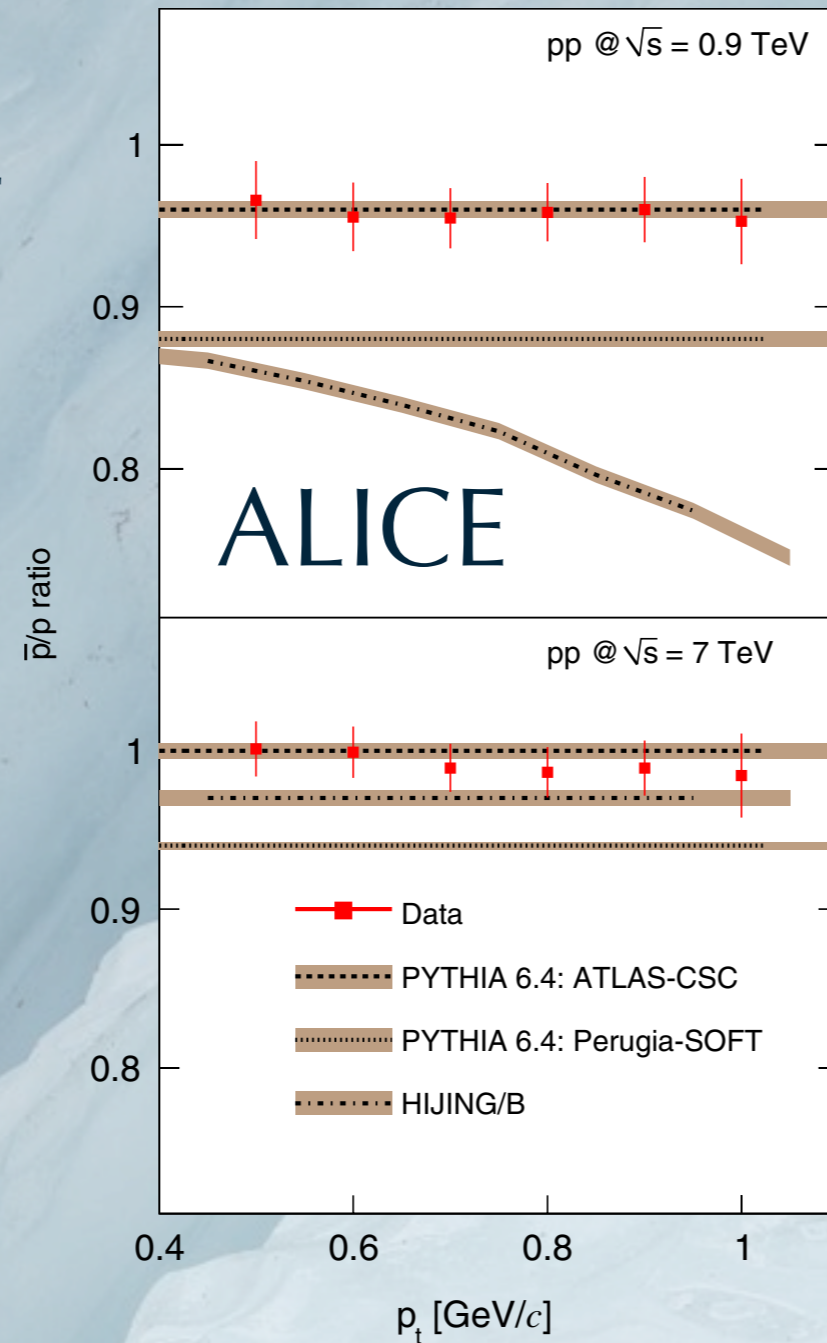 pp @ √s = 0.9 TeV
1
0.9
0.8
ALICE
p̄/p ratio
pp @ √s = 7 TeV
1
0.9
0.8
Data
PYTHIA 6.4: ATLAS-CSC
PYTHIA 6.4: Perugia-SOFT
HIJING/B
0.4 0.6 0.8 1
pₜ [GeV/c]